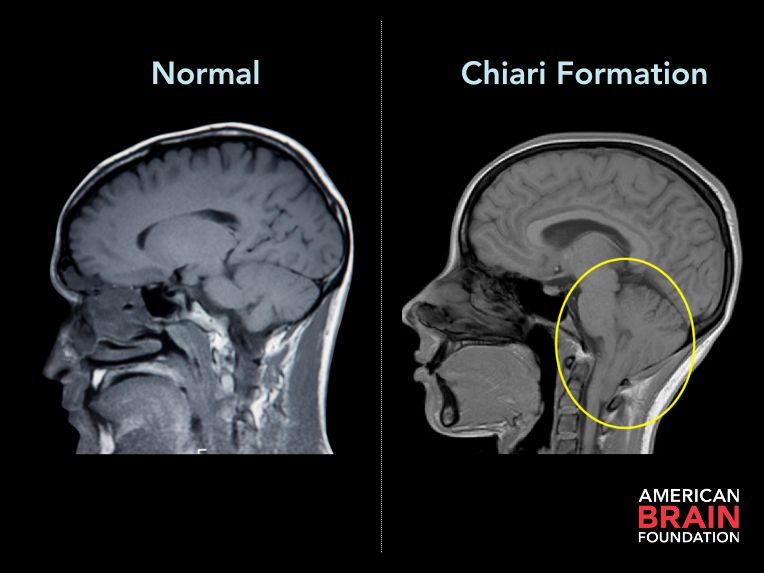 Normal
Chiari Formation
AMERICAN
BRAIN
FOUNDATION